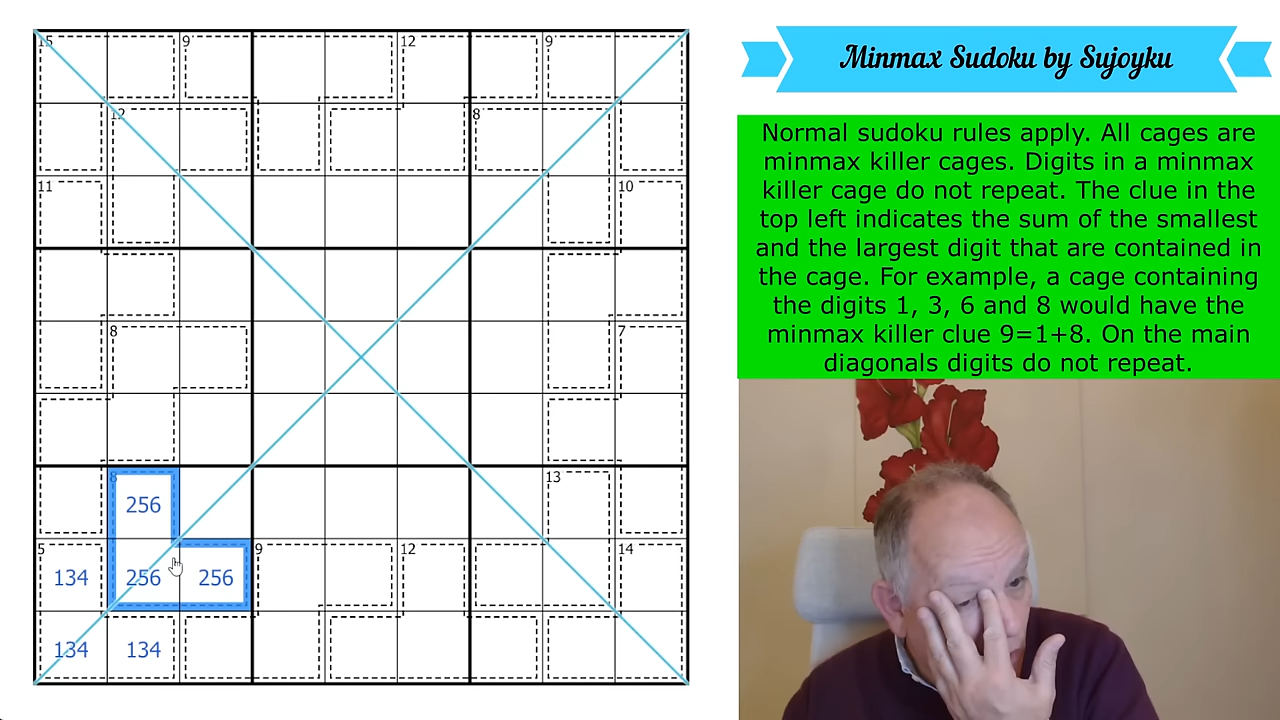 Minmax Sudoku by Sujoyku
Normal sudoku rules apply. All cages are
minmax killer cages. Digits in a minmax
killer cage do not repeat. The clue in the
top left indicates the sum of the smallest
and the largest digit that are contained in
the cage. For example, a cage containing
the digits 1, 3, 6 and 8 would have the
minmax killer clue 9=1+8. On the main
diagonals digits do not repeat.
15 9 12 9
12 8
11 10
8 7
8 13
256
5 9 12 14
134 256 256
134 134